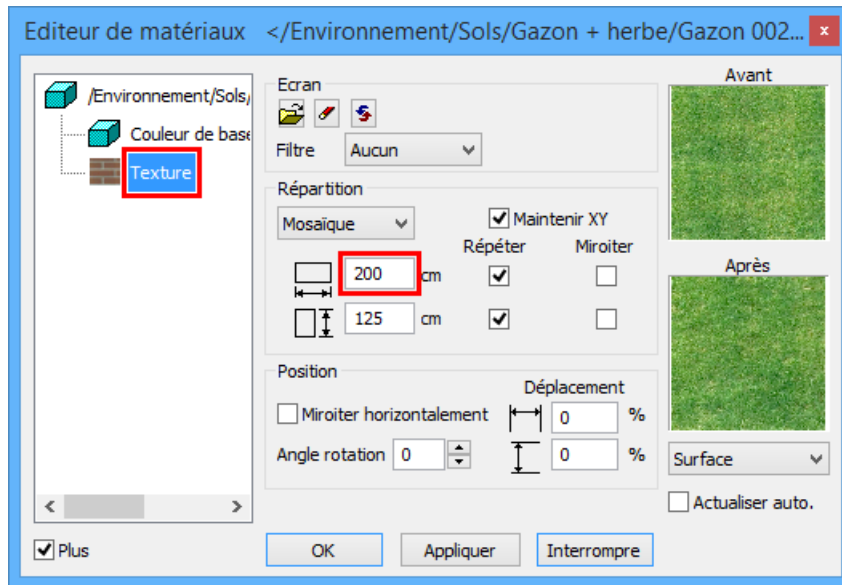 Editeur de matériaux </Environnement/Sols/Gazon + herbe/Gazon 002... x
/Environnement/Sols/
Couleur de base
Texture
Ecran
Filtre Aucun
Répartition
Mosaïque
Maintenir XY
Répéter Miroiter
200 cm
125 cm
Position
Déplacement
Miroiter horizontalement 0 %
Angle rotation 0 0 %
Avant
Après
Surface
Actualiser auto.
Plus
OK Appliquer Interrompre